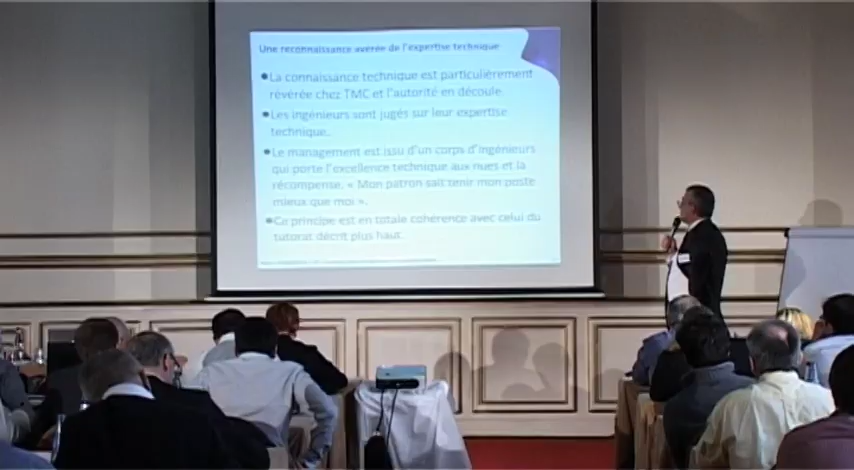 Une reconnaissance avérée de l'expertise technique
●La connaissance technique est particulièrement
révérée chez TMC et l'autorité en découle.
●Les ingénieurs sont jugés sur leur expertise
technique.
●Le management est issu d'un corps d'ingénieurs
qui porte l'excellence technique aux nues et la
récompense. « Mon patron sait tenir mon poste
mieux que moi ».
●Ce principe est en totale cohérence avec celui du
tutorat décrit plus haut.